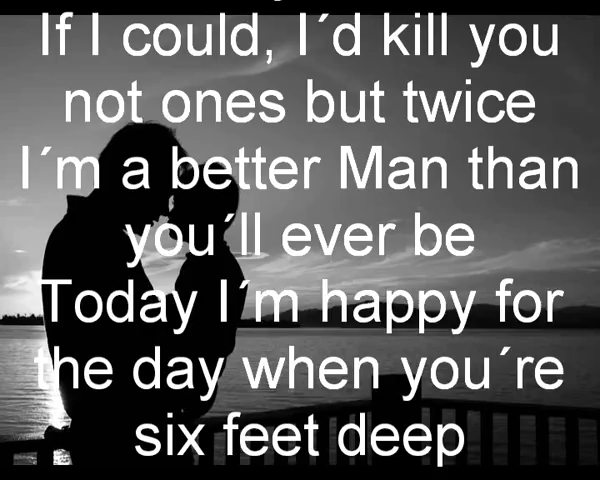 If I could, I´d kill you
not ones but twice
I´m a better Man than
you´ll ever be
Today I´m happy for
the day when you´re
six feet deep